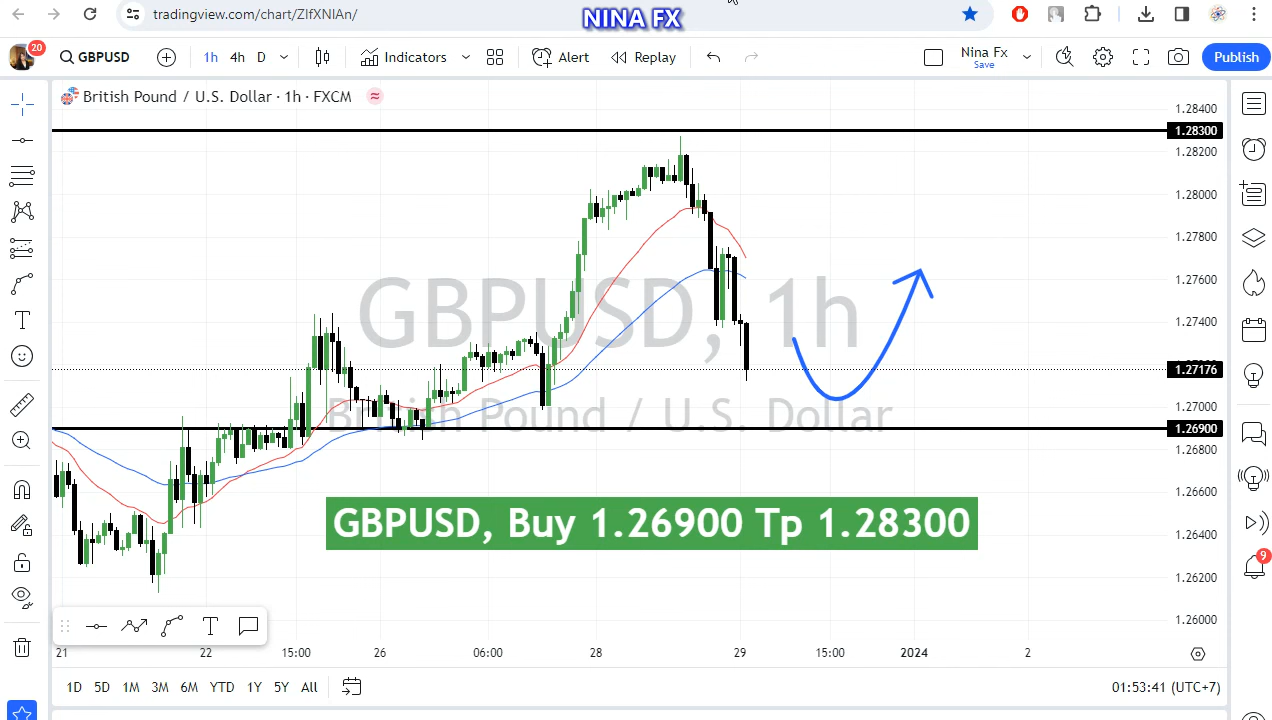 tradingview.com/chart/ZIfXNIAn/
NINA FX
20
GBPUSD
1h 4h D
Indicators
Alert
Replay
Nina Fx
Save
Publish
British Pound / U.S. Dollar · 1h · FXCM
1.28400
1.28300
1.28200
1.28000
1.27800
1.27600
GBPUSD, 1h
1.27400
1.27176
British Pound / U.S. Dollar
1.27000
1.26900
1.26800
1.26600
GBPUSD, Buy 1.26900 Tp 1.28300
1.26400
9
1.26200
1.26000
T
21 22 15:00 26 06:00 28 29 15:00 2024 2
1D 5D 1M 3M 6M YTD 1Y 5Y All
01:53:41 (UTC+7)